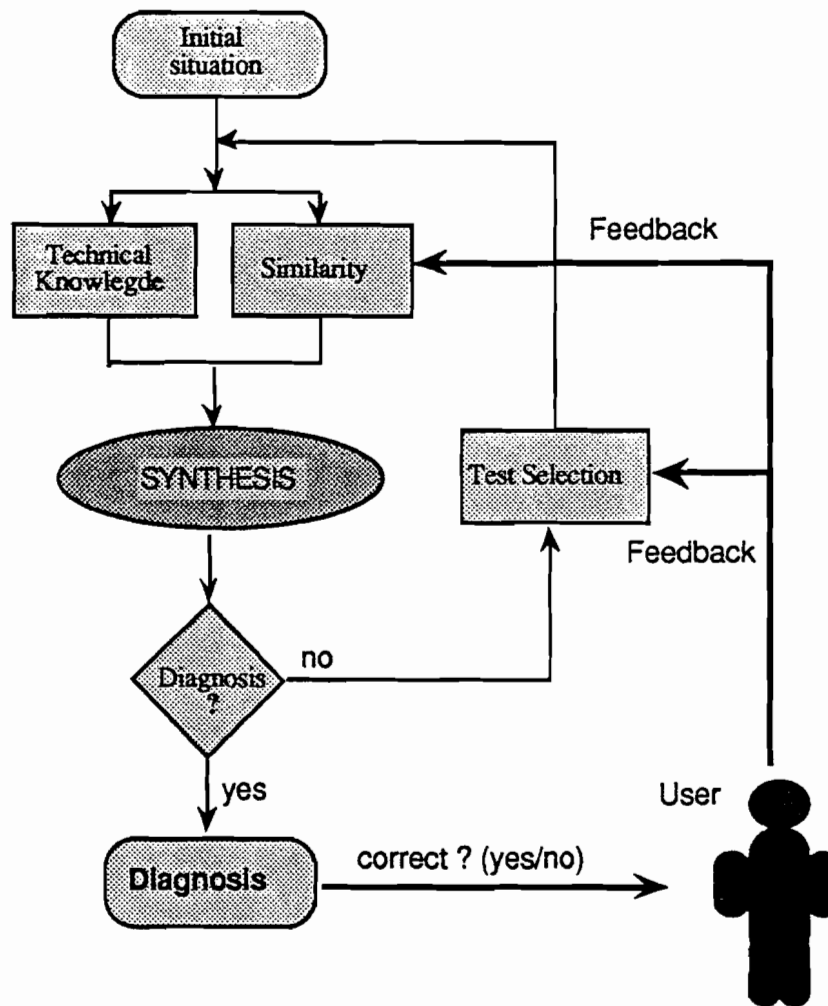 Initial
situation
Feedback
Technical
Knowlegde
Similarity
SYNTHESIS
Test Selection
Feedback
no
Diagnosis
?
yes
User
correct ? (yes/no)
Diagnosis